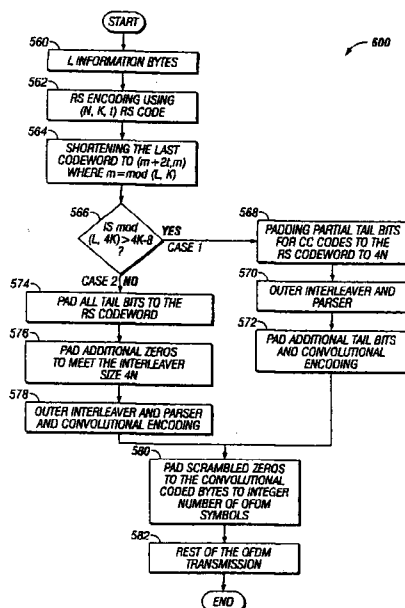 START
600
560
L INFORMATION BYTES
562
RS ENCODING USING
(N, K, t) RS CODE
564
SHORTENING THE LAST
CODEWORD TO (m+2t,m)
WHERE m=mod (L, K)
566
IS mod
(L, 4K)>4K-8
?
YES
CASE 1
568
PADDING PARTIAL TAIL BITS
FOR CC CODES TO THE
RS CODEWORD TO 4N
570
OUTER INTERLEAVER AND
PARSER
572
PAD ADDITIONAL TAIL BITS
AND CONVOLUTIONAL
ENCODING
CASE 2
NO
574
PAD ALL TAIL BITS TO THE
RS CODEWORD
576
PAD ADDITIONAL ZEROS
TO MEET THE INTERLEAVER
SIZE 4N
578
OUTER INTERLEAVER AND PARSER
AND CONVOLUTIONAL ENCODING
580
PAD SCRAMBLED ZEROS
TO THE CONVOLUTIONAL
CODED BYTES TO INTEGER
NUMBER OF OFDM
SYMBOLS
582
REST OF THE OFDM
TRANSMISSION
END